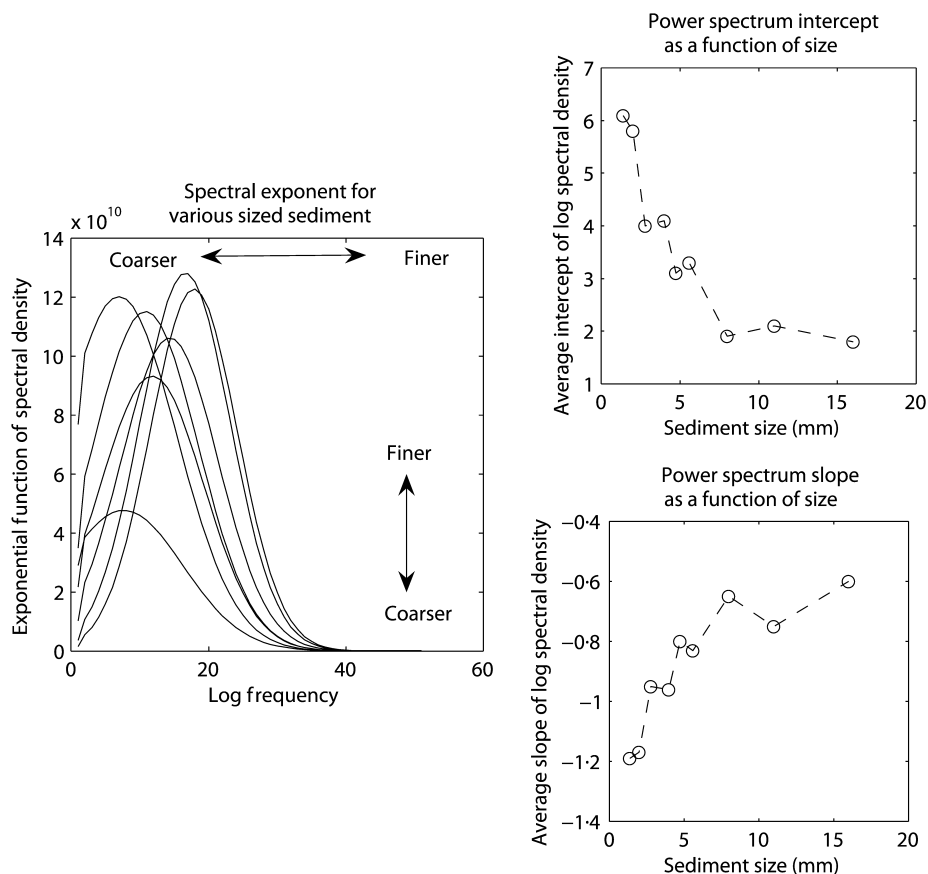 Spectral exponent for
various sized sediment
x 10^10
14
12
10
8
6
4
2
0
Exponential function of spectral density
Coarser
Finer
Finer
Coarser
0
20
40
60
Log frequency
Power spectrum intercept
as a function of size
7
6
5
4
3
2
1
Average intercept of log spectral density
0
5
10
15
20
Sediment size (mm)
Power spectrum slope
as a function of size
−0·4
−0·6
−0·8
−1
−1·2
−1·4
Average slope of log spectral density
0
5
10
15
20
Sediment size (mm)